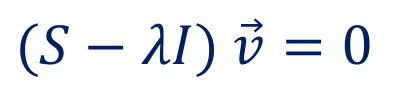 (S − λI) v⃗ = 0